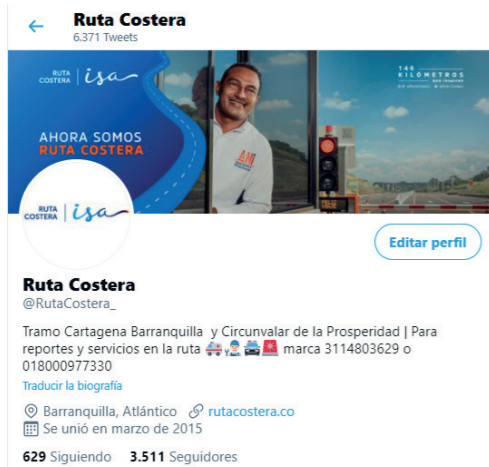 Ruta Costera
6.371 Tweets
RUTA COSTERA isa
146
KILÓMETROS
AHORA SOMOS
RUTA COSTERA
RUTA COSTERA isa
Editar perfil
Ruta Costera
@RutaCostera_
Tramo Cartagena Barranquilla y Circunvalar de la Prosperidad | Para
reportes y servicios en la ruta 🚑👨‍🔧🚔🚨 marca 3114803629 o
018000977330
Traducir la biografía
Barranquilla, Atlántico rutacostera.co
Se unió en marzo de 2015
629 Siguiendo 3.511 Seguidores